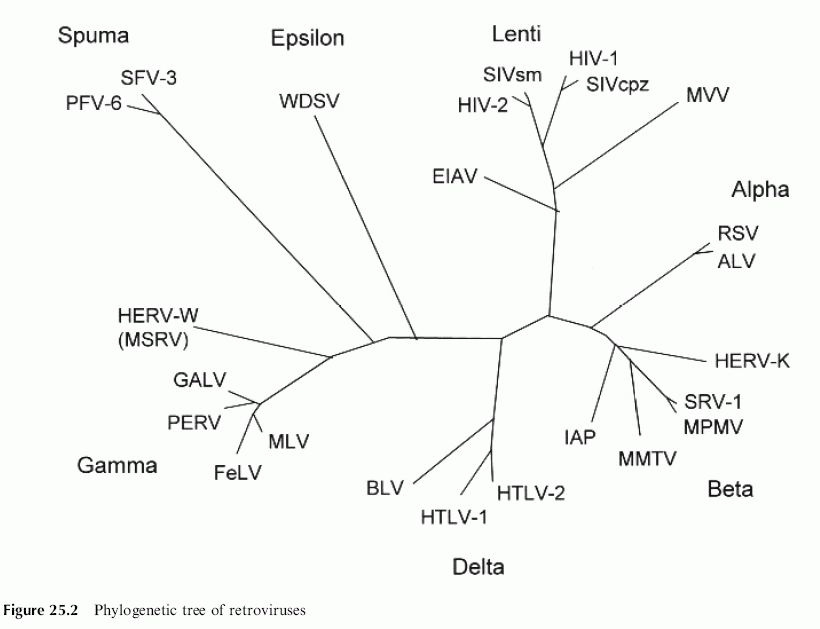 Spuma
Epsilon
Lenti
SFV-3
PFV-6
WDSV
SIVsm
HIV-1
SIVcpz
HIV-2
MVV
EIAV
Alpha
RSV
ALV
HERV-W
(MSRV)
GALV
PERV
MLV
FeLV
Gamma
HERV-K
SRV-1
MPMV
IAP
MMTV
Beta
BLV
HTLV-2
HTLV-1
Delta
Figure 25.2 Phylogenetic tree of retroviruses